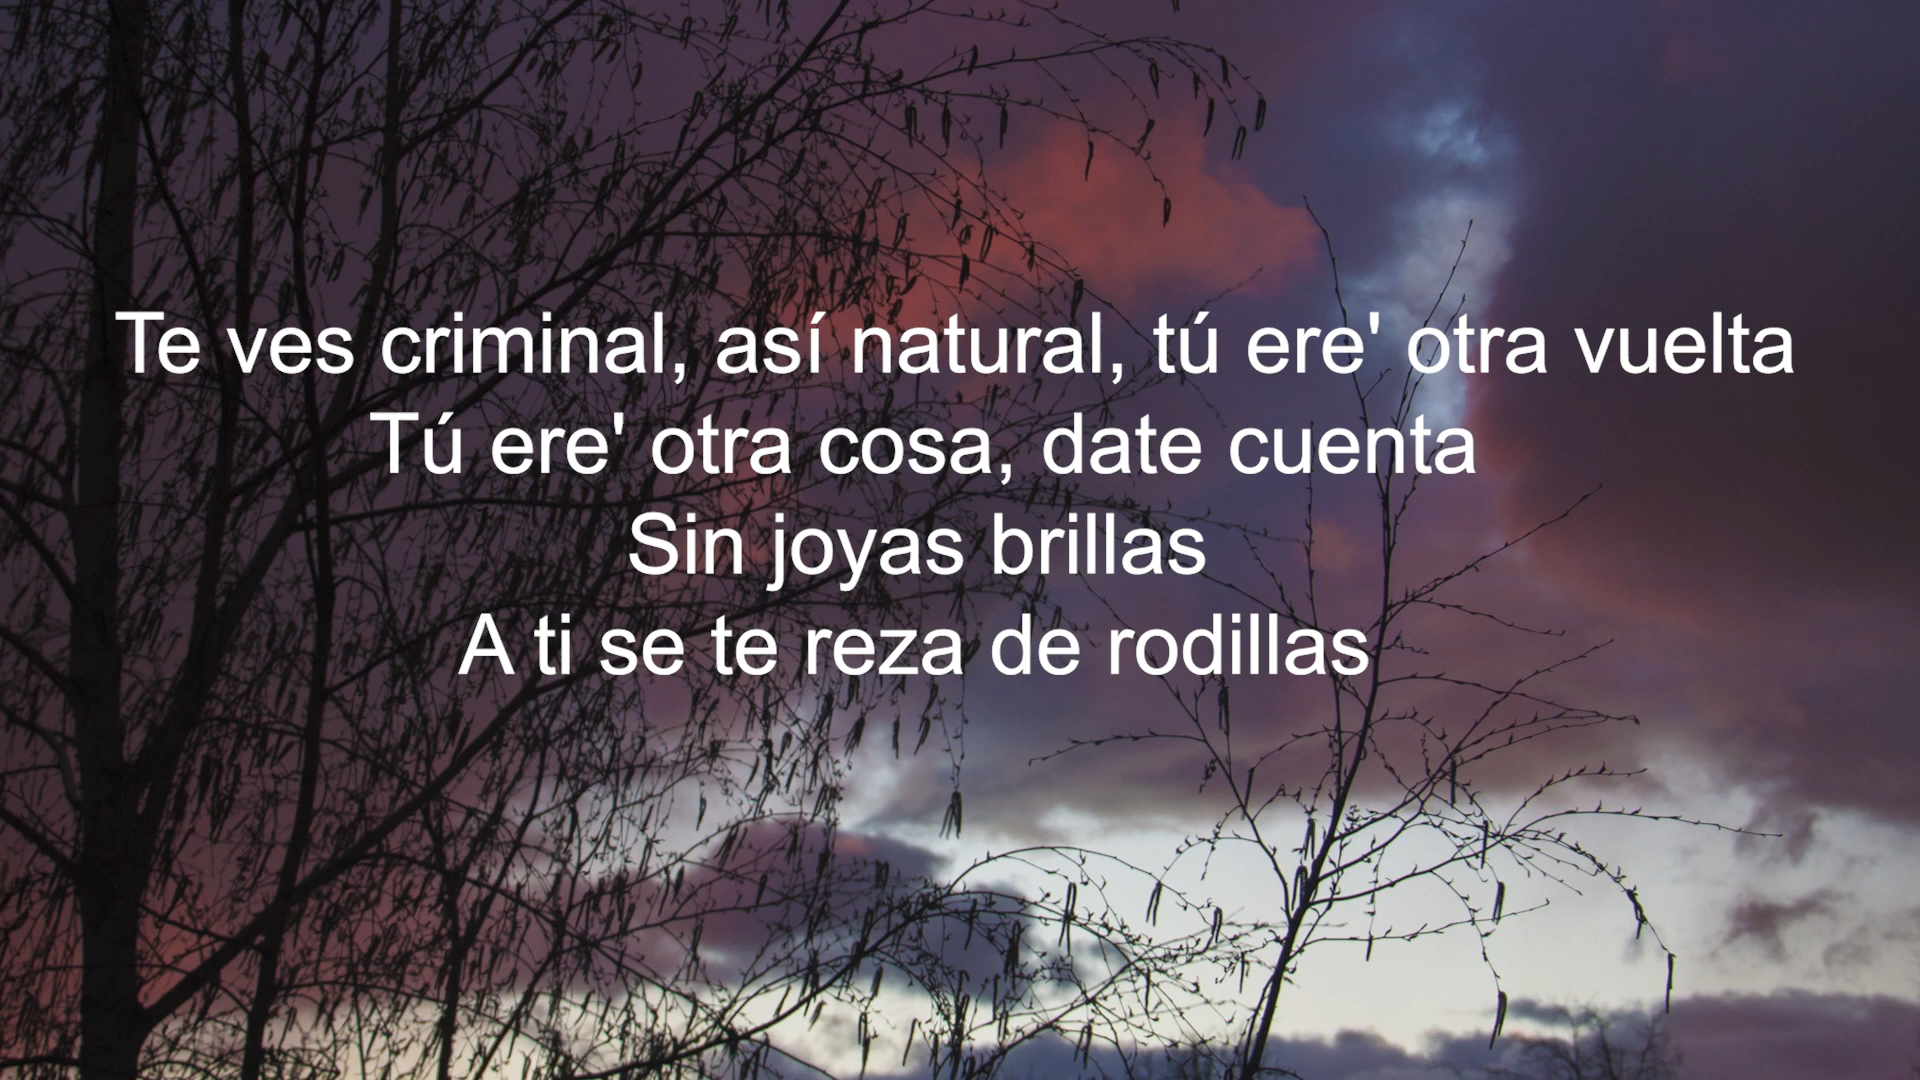 Te ves criminal, así natural, tú ere' otra vuelta
Tú ere' otra cosa, date cuenta
Sin joyas brillas
A ti se te reza de rodillas